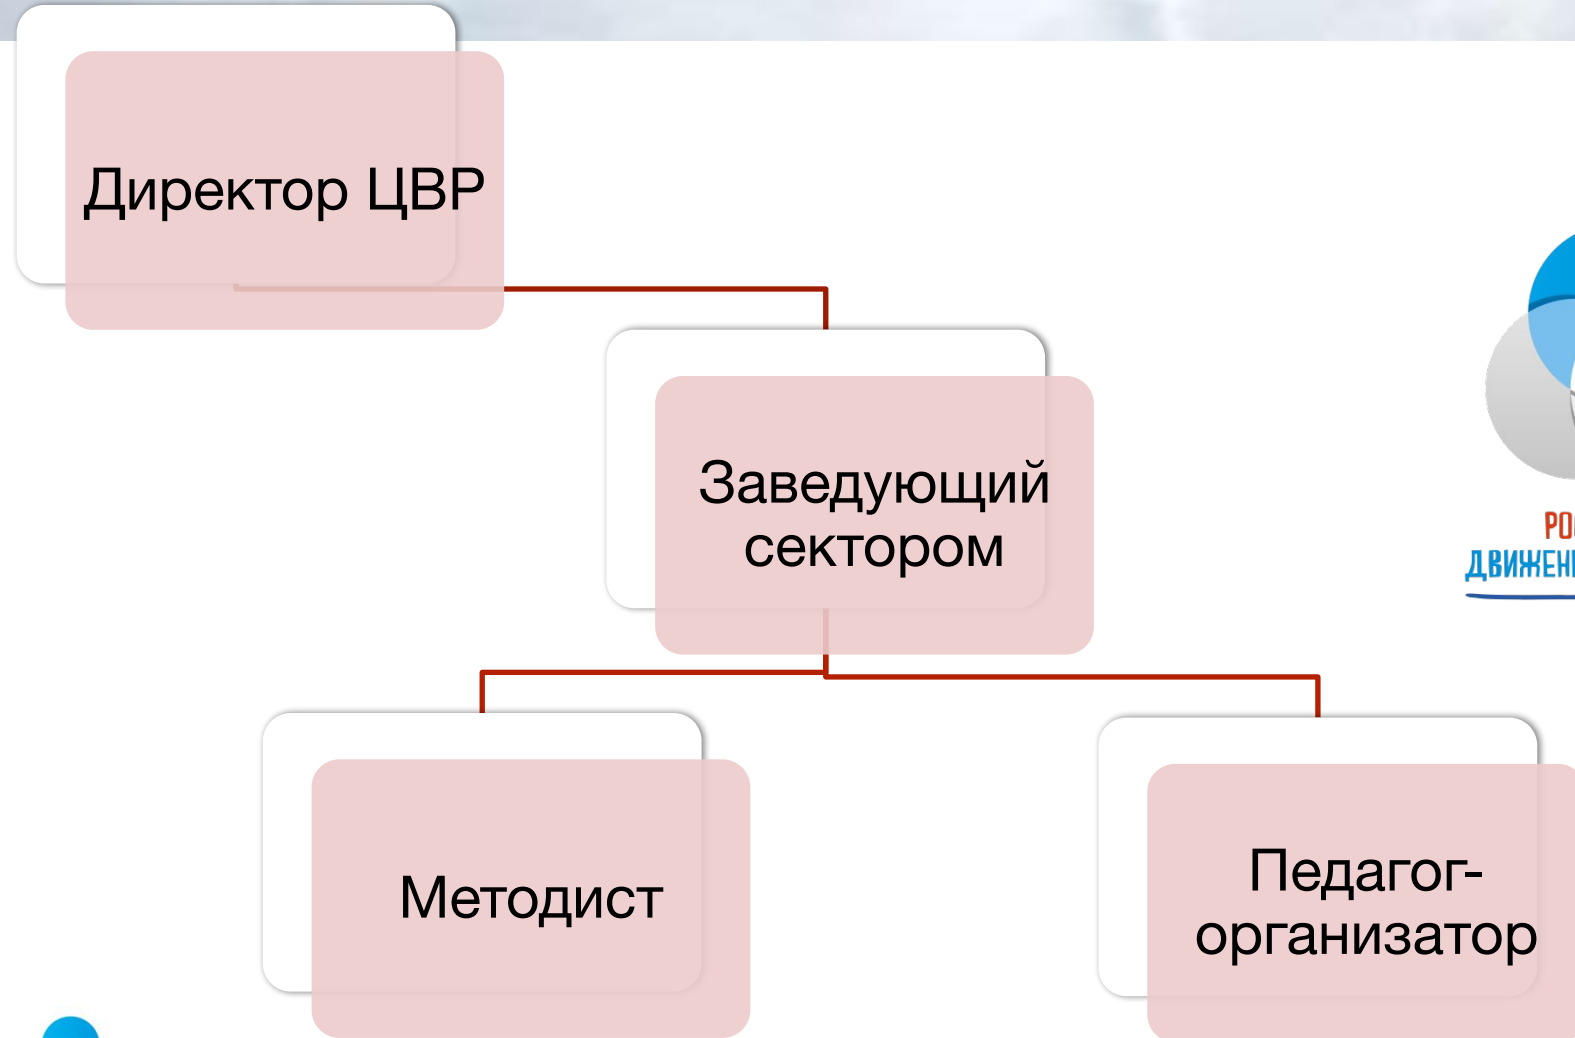 Директор ЦВР
Заведующий
сектором
Методист
Педагог-
организатор